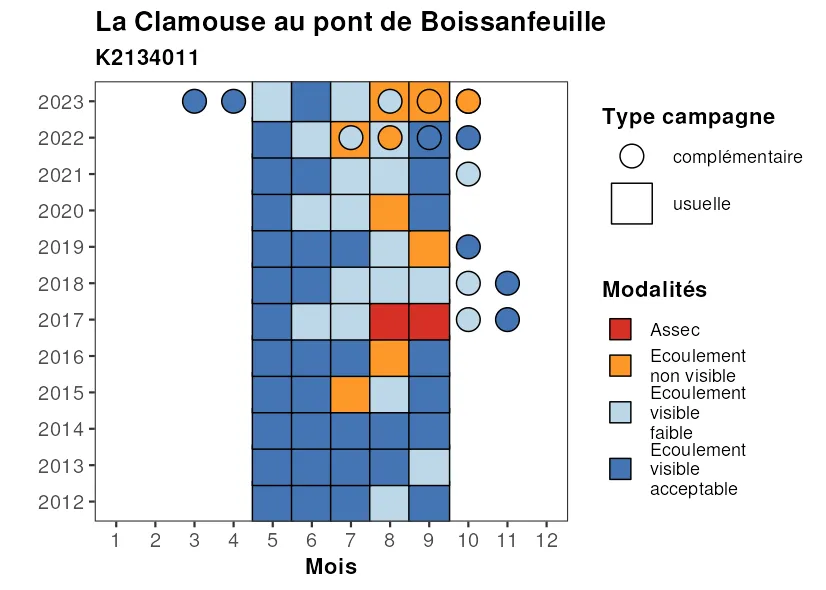 La Clamouse au pont de Boissanfeuille
K2134011
2023
2022
2021
2020
2019
2018
2017
2016
2015
2014
2013
2012
1 2 3 4 5 6 7 8 9 10 11 12
Mois
Type campagne
complémentaire
usuelle
Modalités
Assec
Ecoulement
non visible
Ecoulement
visible
faible
Ecoulement
visible
acceptable